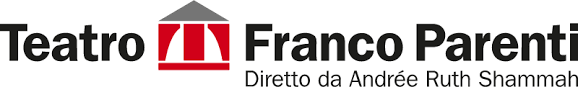 Teatro Franco Parenti
Diretto da Andrée Ruth Shammah